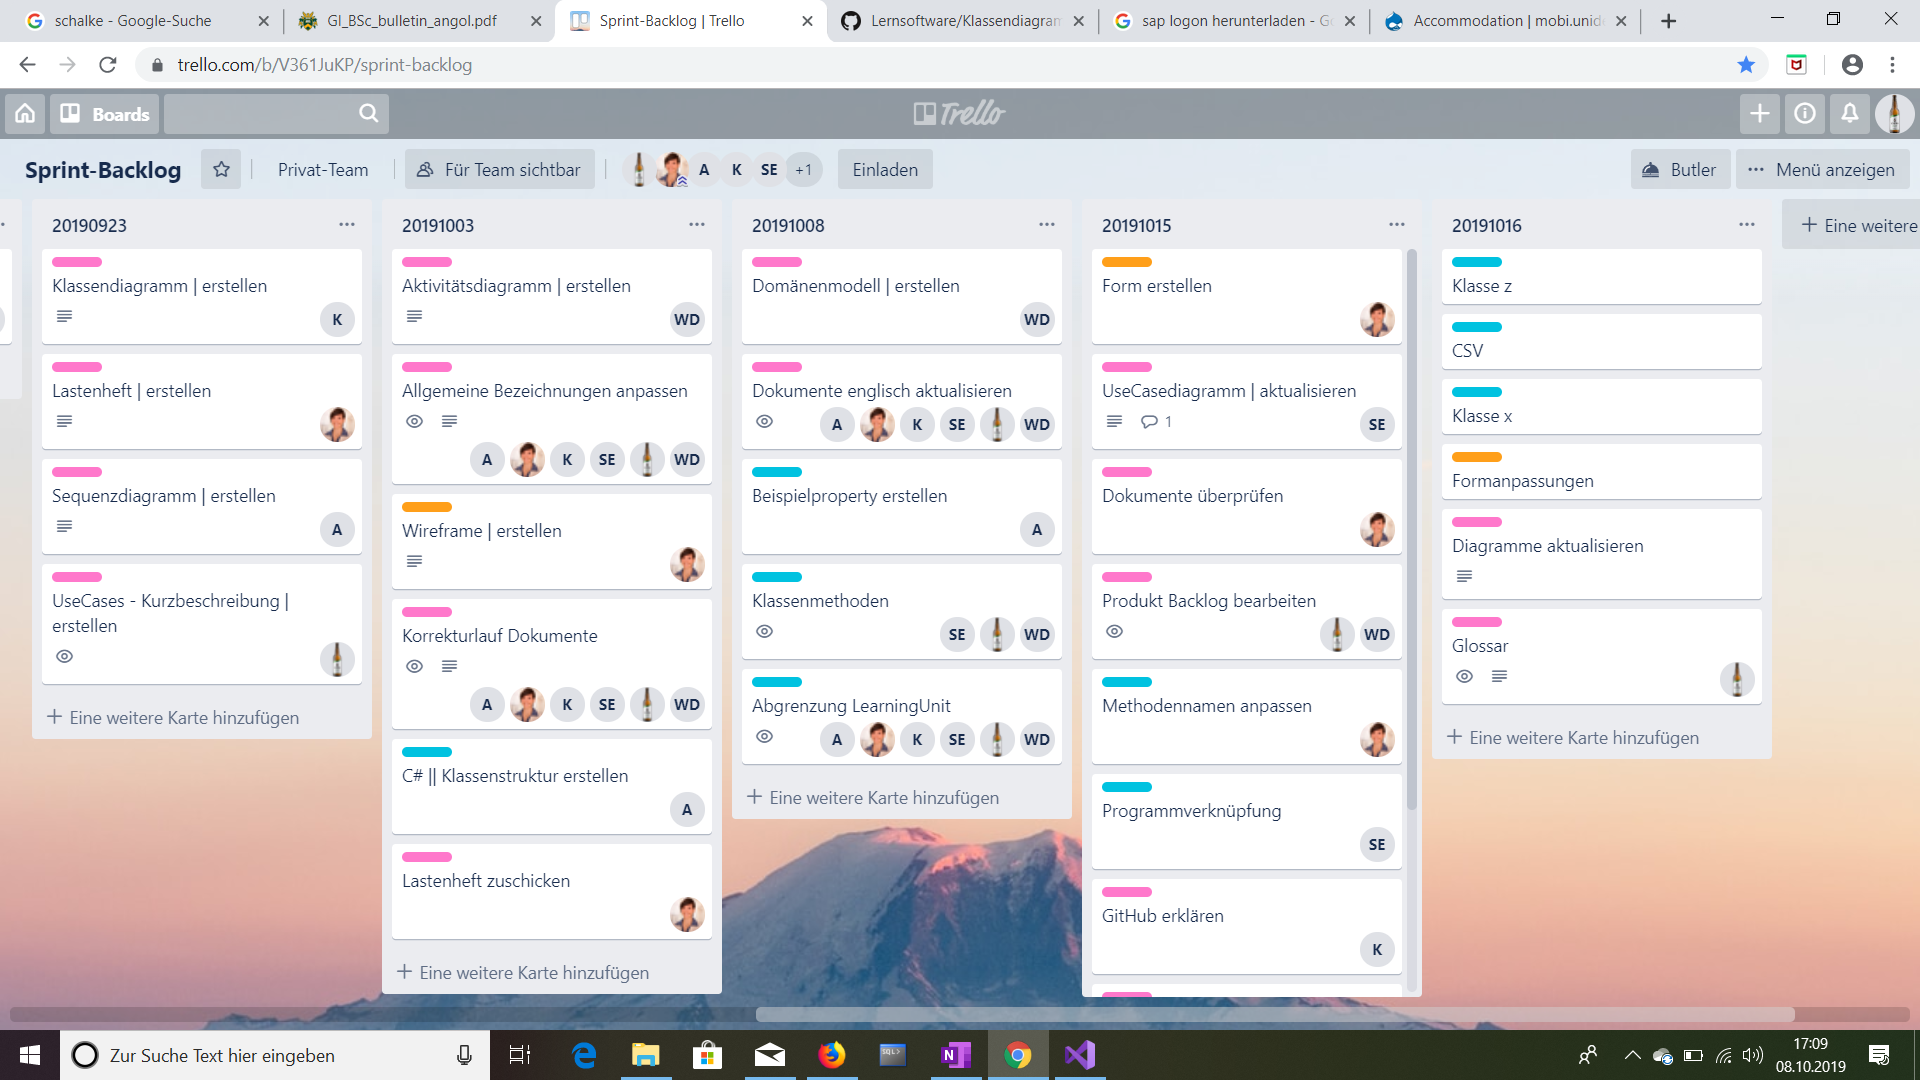 schalke - Google-Suche
GI_BSc_bulletin_angol.pdf
Sprint-Backlog | Trello
Lernsoftware/Klassendiagram
sap logon herunterladen - Go
Accommodation | mobi.unide
trello.com/b/V361JuKP/sprint-backlog
Boards
Trello
Sprint-Backlog
Privat-Team
Für Team sichtbar
A
K
SE
+1
Einladen
Butler
Menü anzeigen
20190923
Klassendiagramm | erstellen
K
Lastenheft | erstellen
Sequenzdiagramm | erstellen
A
UseCases - Kurzbeschreibung |
erstellen
+ Eine weitere Karte hinzufügen
20191003
Aktivitätsdiagramm | erstellen
WD
Allgemeine Bezeichnungen anpassen
A K SE WD
Wireframe | erstellen
Korrekturlauf Dokumente
A K SE WD
C# || Klassenstruktur erstellen
A
Lastenheft zuschicken
+ Eine weitere Karte hinzufügen
20191008
Domänenmodell | erstellen
WD
Dokumente englisch aktualisieren
A K SE WD
Beispielproperty erstellen
A
Klassenmethoden
SE WD
Abgrenzung LearningUnit
A K SE WD
+ Eine weitere Karte hinzufügen
20191015
Form erstellen
UseCasediagramm | aktualisieren
1
SE
Dokumente überprüfen
Produkt Backlog bearbeiten
WD
Methodennamen anpassen
Programmverknüpfung
SE
GitHub erklären
K
20191016
Klasse z
CSV
Klasse x
Formanpassungen
Diagramme aktualisieren
Glossar
+ Eine weitere Karte hinzufügen
+ Eine weitere
Zur Suche Text hier eingeben
SQL>
N
17:09
08.10.2019